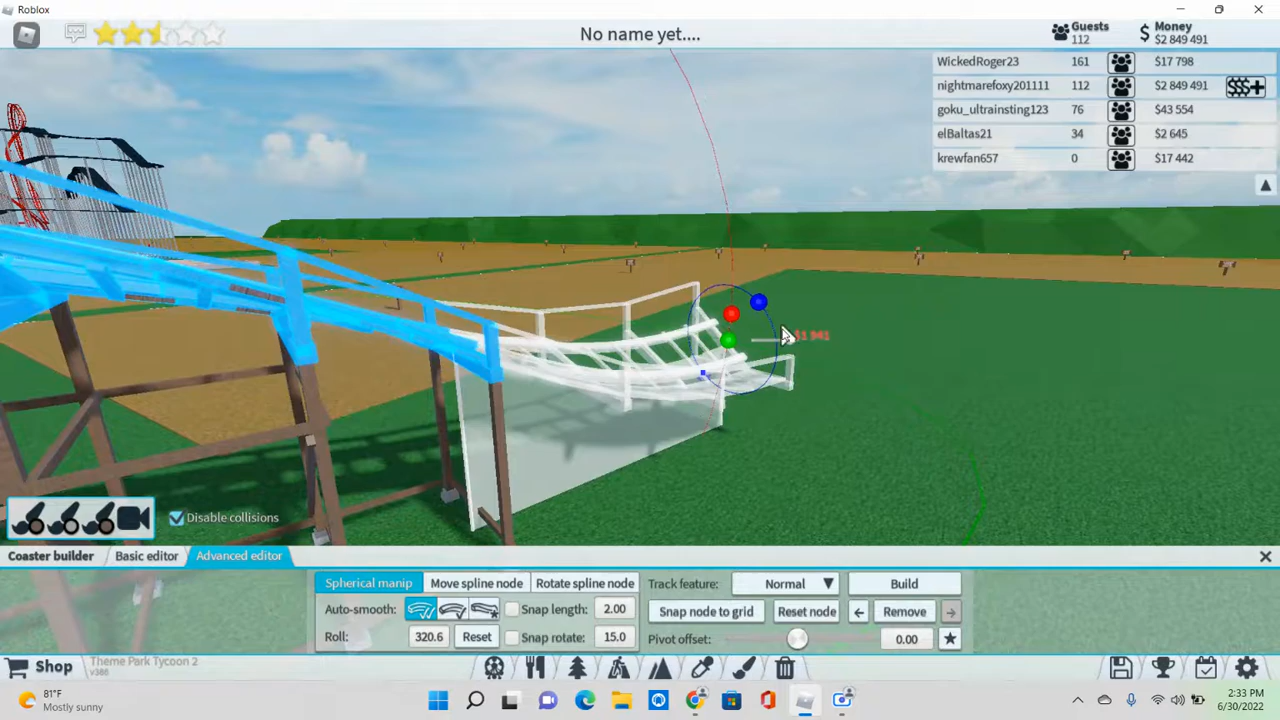 Roblox
No name yet....
Guests
112
Money
$2 849 491
WickedRoger23 161 $17 798
nightmarefoxy201111 112 $2 849 491 $$$+
goku_ultrainsting123 76 $43 554
elBaltas21 34 $2 645
krewfan657 0 $17 442
$1 941
Disable collisions
Coaster builder Basic editor Advanced editor
Spherical manip Move spline node Rotate spline node Track feature: Normal Build
Auto-smooth: Snap length: 2.00 Snap node to grid Reset node Remove
Roll: 320.6 Reset Snap rotate: 15.0 Pivot offset: 0.00
Shop
Theme Park Tycoon 2
v386
81°F
Mostly sunny
2:33 PM
6/30/2022